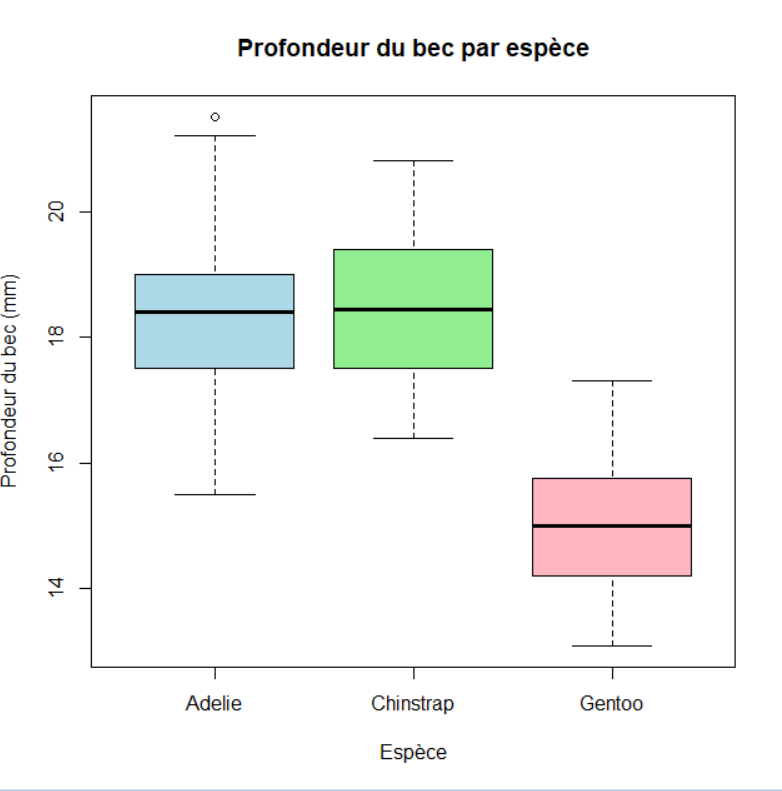 Profondeur du bec par espèce
Profondeur du bec (mm)
20
18
16
14
Adelie Chinstrap Gentoo
Espèce